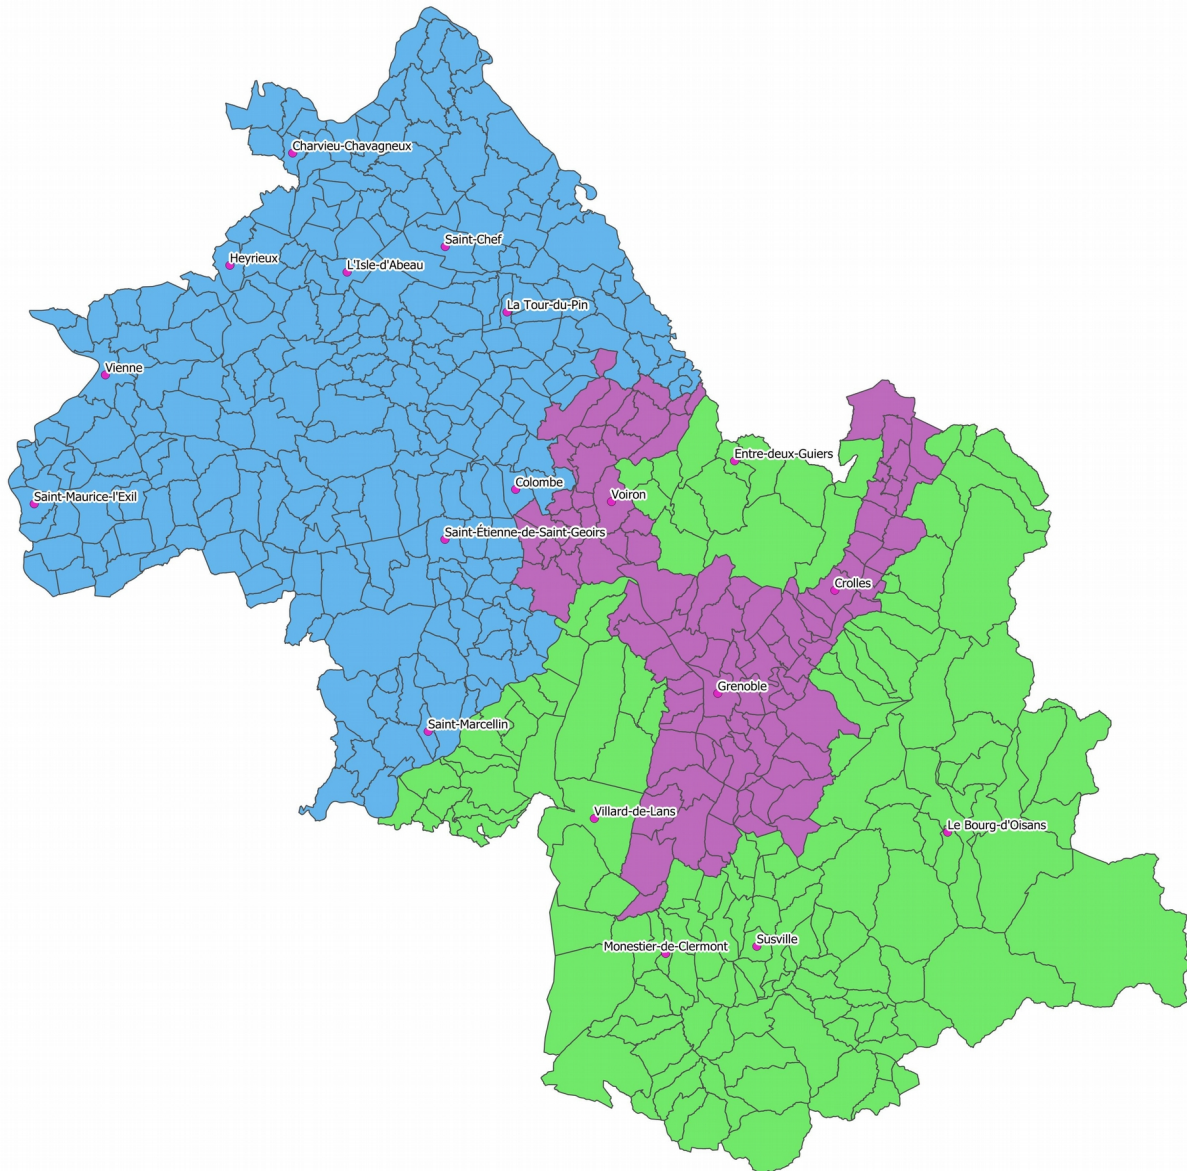 Charvieu-Chavagneux
Saint-Chef
Heyrieux
L'Isle-d'Abeau
La Tour-du-Pin
Vienne
Entre-deux-Guiers
Colombe
Saint-Maurice-l'Exil
Voiron
Saint-Étienne-de-Saint-Geoirs
Crolles
Grenoble
Saint-Marcellin
Villard-de-Lans
Le Bourg-d'Oisans
Susville
Monestier-de-Clermont